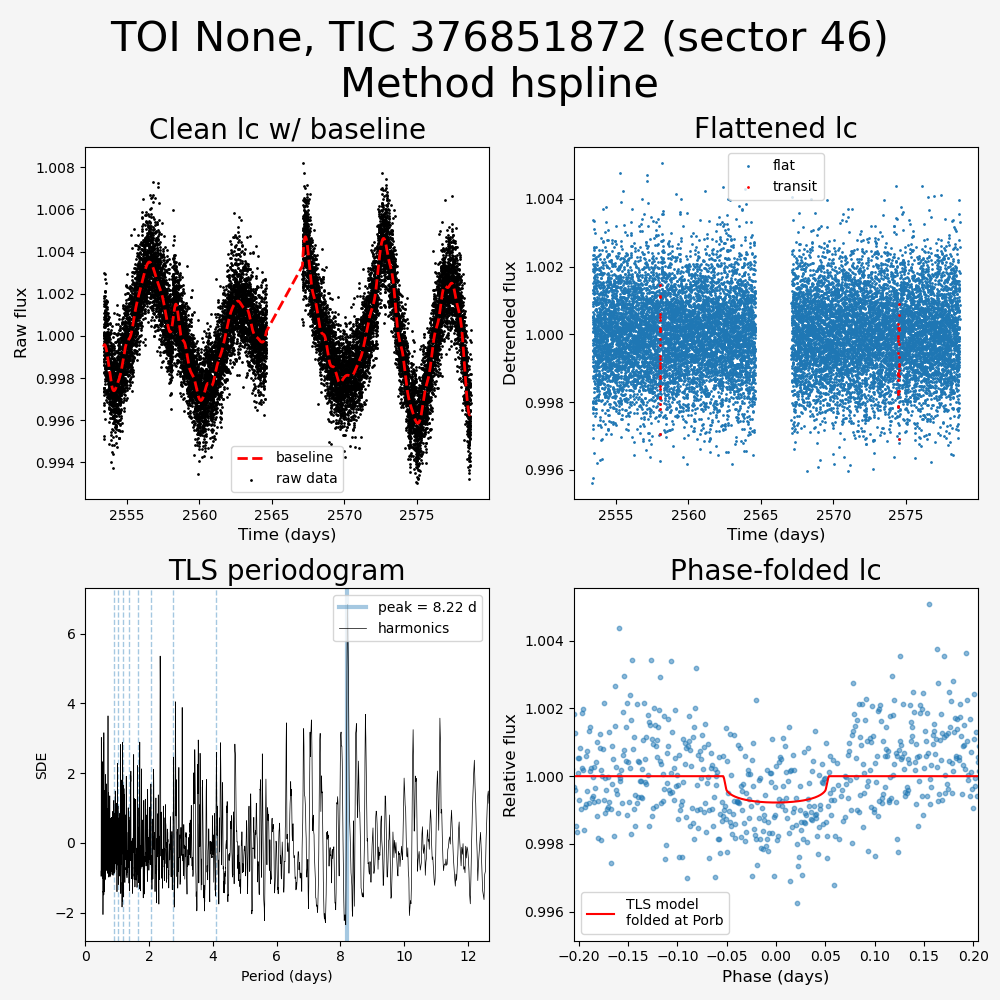 TOI None, TIC 376851872 (sector 46)
Method hspline
Clean lc w/ baseline
Raw flux
1.008
1.006
1.004
1.002
1.000
0.998
0.996
0.994
baseline
raw data
2555
2560
2565
2570
2575
Time (days)
Flattened lc
Detrended flux
1.004
1.002
1.000
0.998
0.996
flat
transit
2555
2560
2565
2570
2575
Time (days)
TLS periodogram
SDE
6
4
2
0
−2
peak = 8.22 d
harmonics
0
2
4
6
8
10
12
Period (days)
Phase-folded lc
Relative flux
1.004
1.002
1.000
0.998
0.996
TLS model
folded at Porb
−0.20
−0.15
−0.10
−0.05
0.00
0.05
0.10
0.15
0.20
Phase (days)